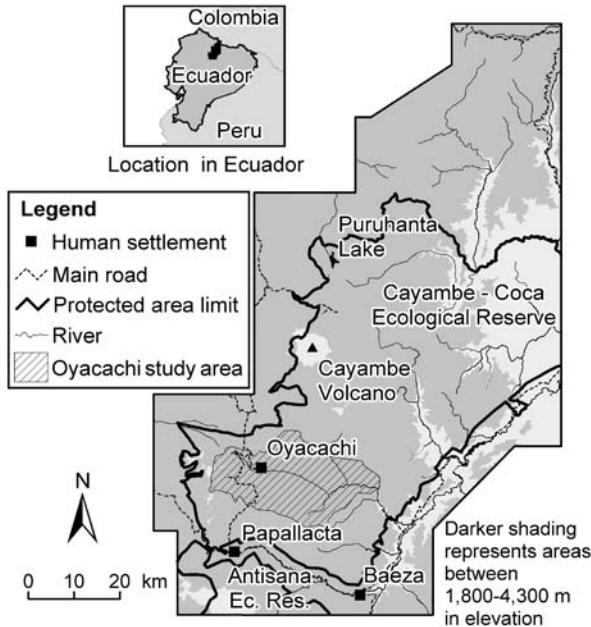 Colombia
Ecuador
Peru
Location in Ecuador
Legend
Human settlement
Main road
Protected area limit
River
Oyacachi study area
Puruhanta
Lake
Cayambe - Coca
Ecological Reserve
Cayambe
Volcano
Oyacachi
N
Papallacta
Antisana
Ec. Res.
Baeza
0 10 20 km
Darker shading
represents areas
between
1,800-4,300 m
in elevation